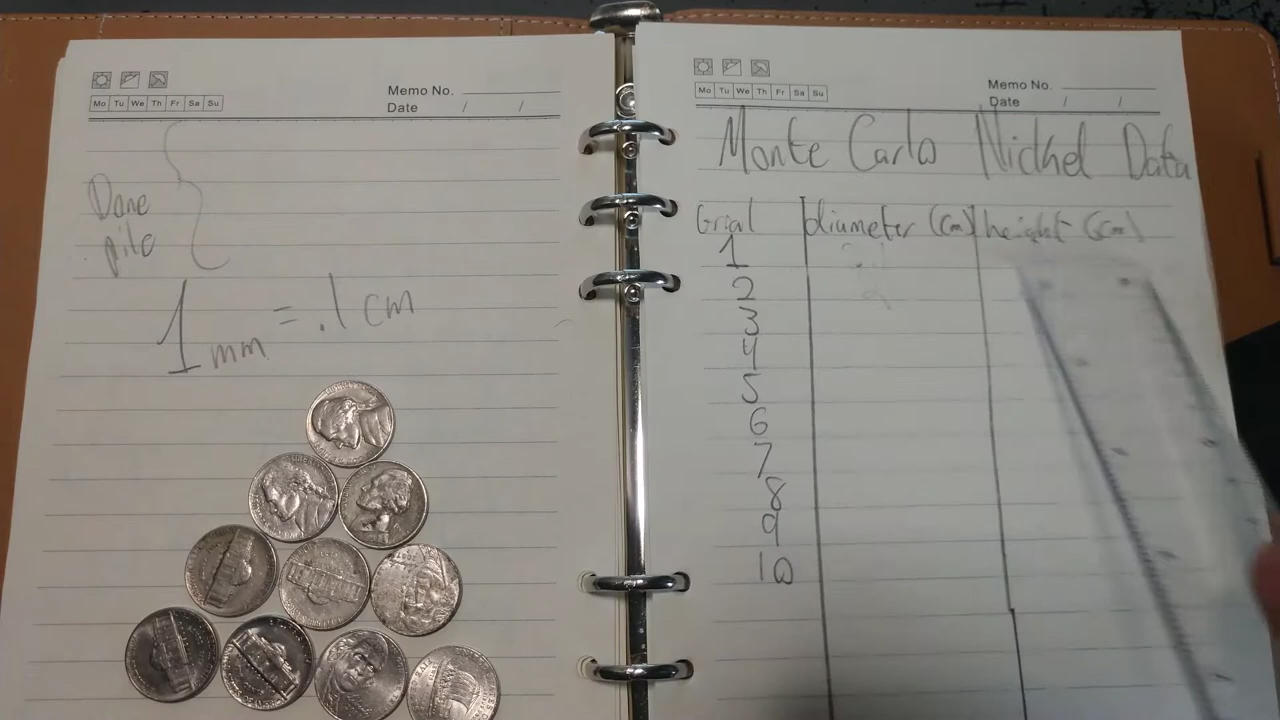 Mo Tu We Th Fr Sa Su
Memo No.
Date / /
Done
pile
1mm = .1 cm
Mo Tu We Th Fr Sa Su
Memo No.
Date / /
Monte Carlo Nickel Data
diameter (cm) height (cm)
1
2
3
4
5
6
7
8
9
10